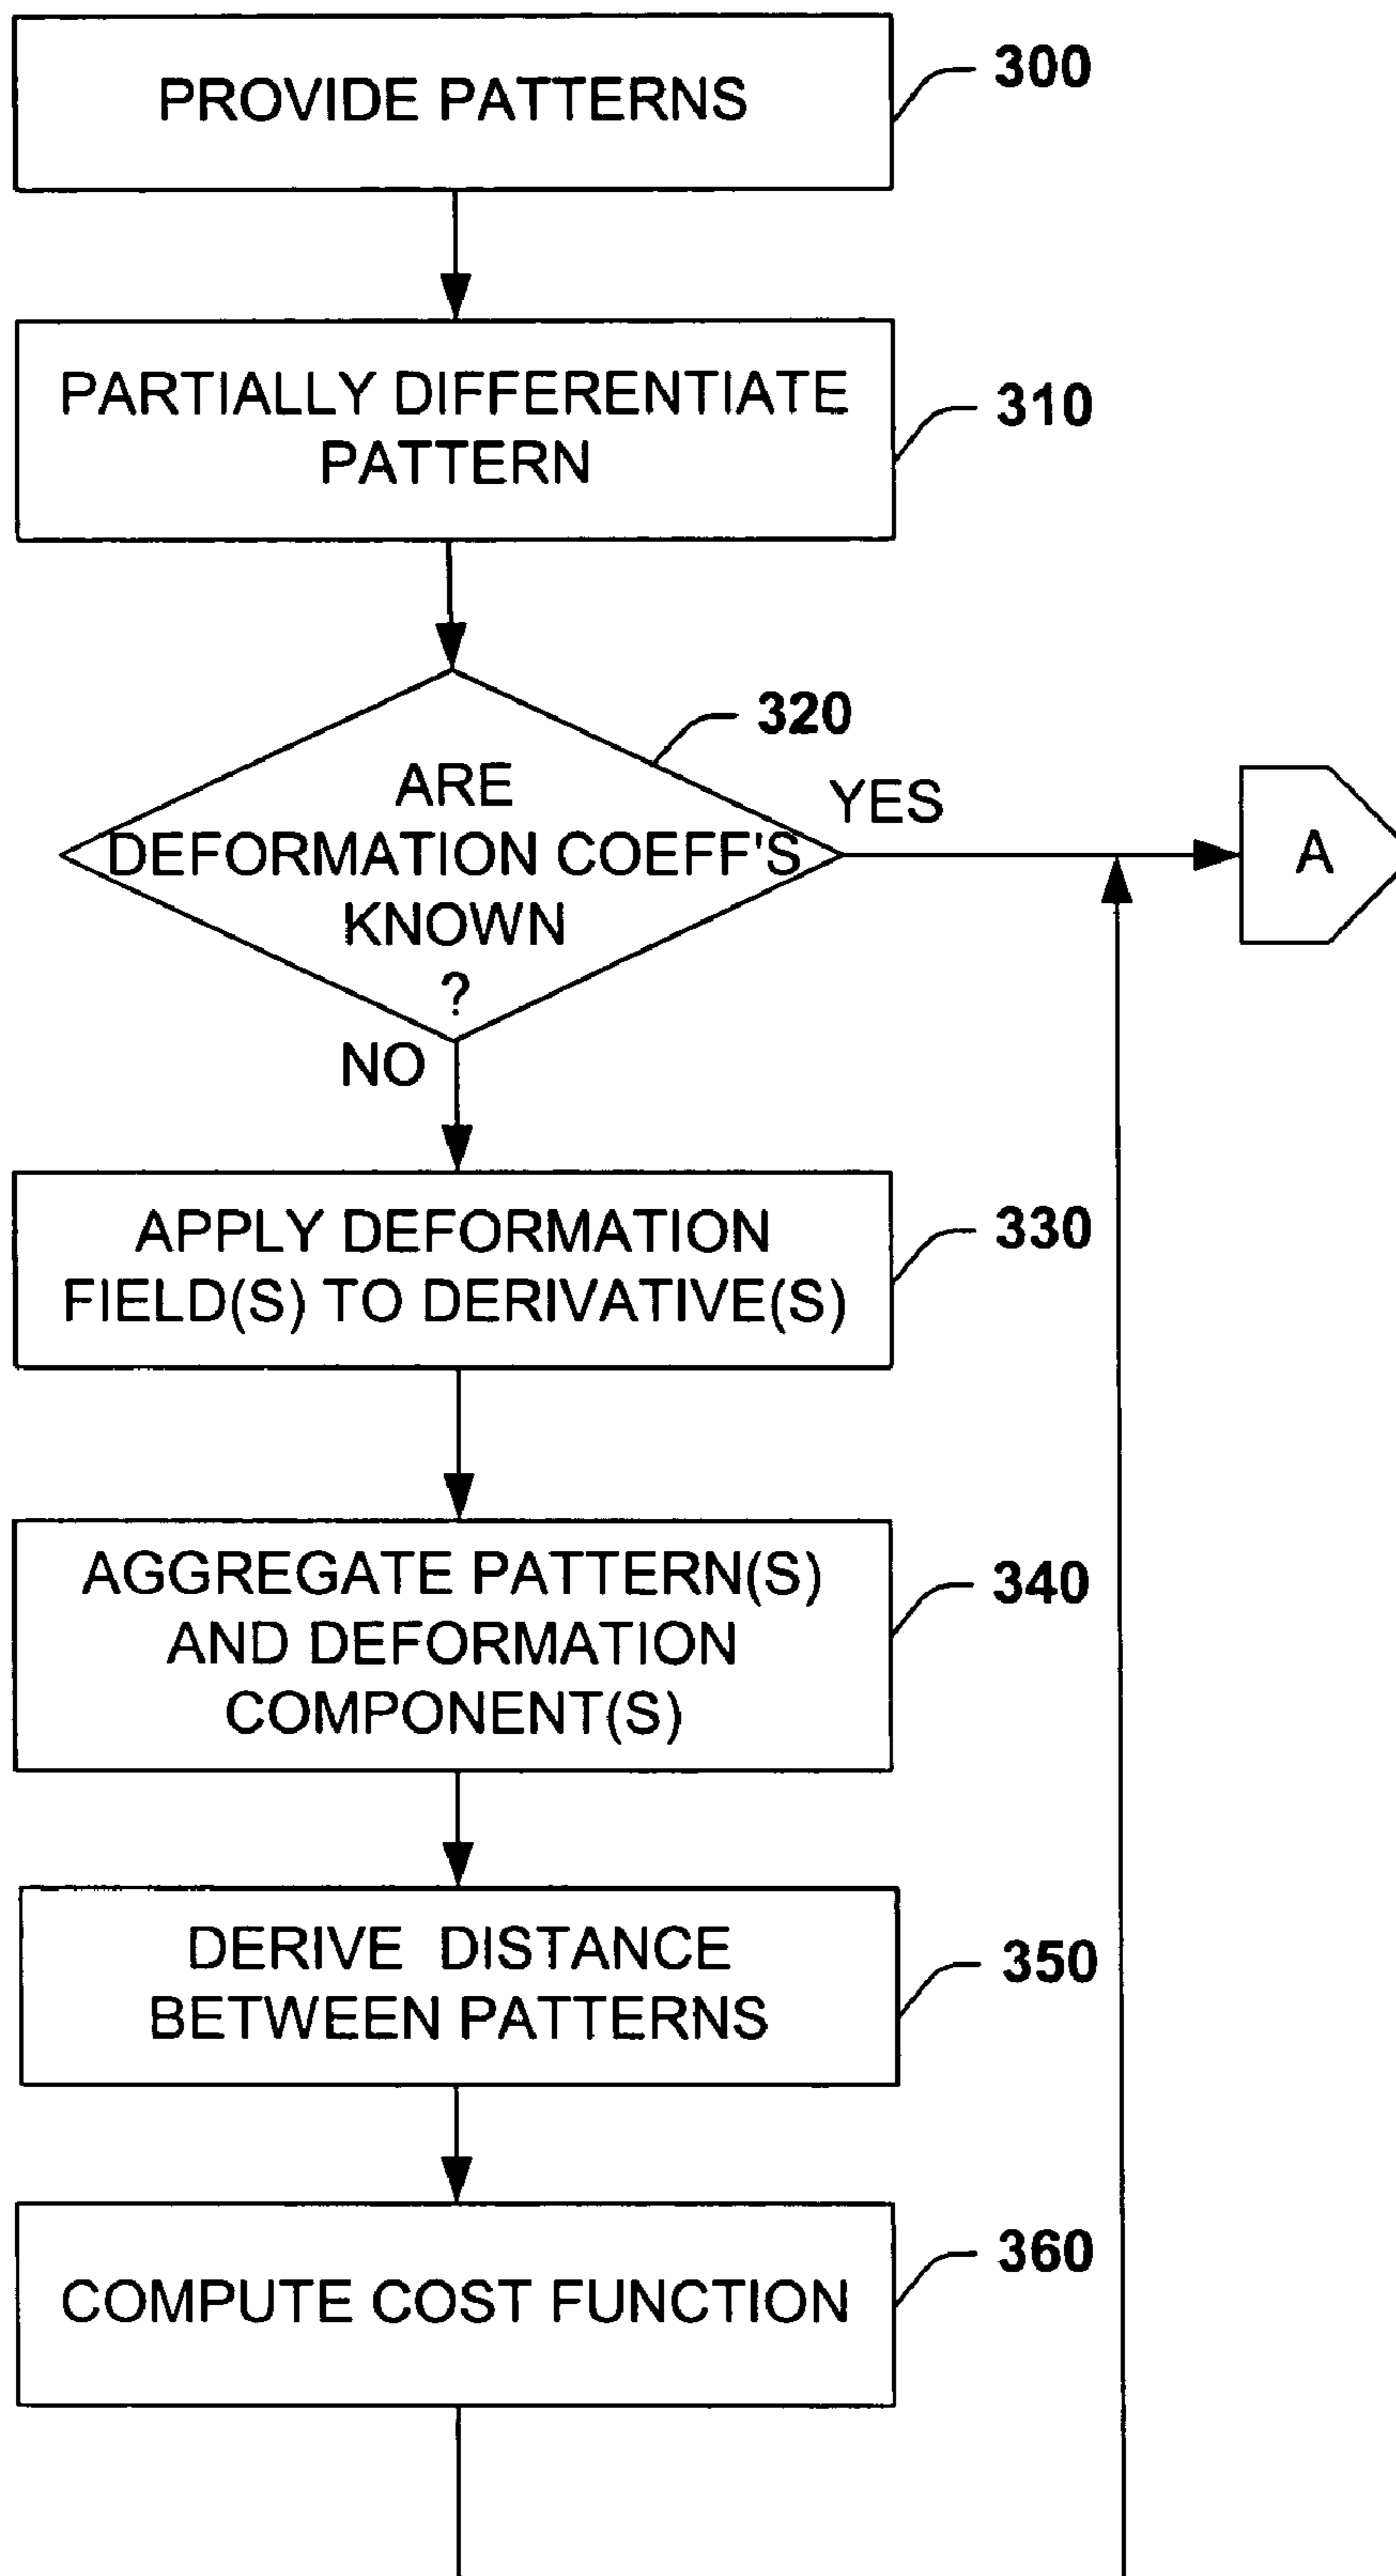 PROVIDE PATTERNS
300
PARTIALLY DIFFERENTIATE
PATTERN
310
320
ARE
DEFORMATION COEFF'S
KNOWN
?
YES
A
NO
APPLY DEFORMATION
FIELD(S) TO DERIVATIVE(S)
330
AGGREGATE PATTERN(S)
AND DEFORMATION
COMPONENT(S)
340
DERIVE DISTANCE
BETWEEN PATTERNS
350
COMPUTE COST FUNCTION
360